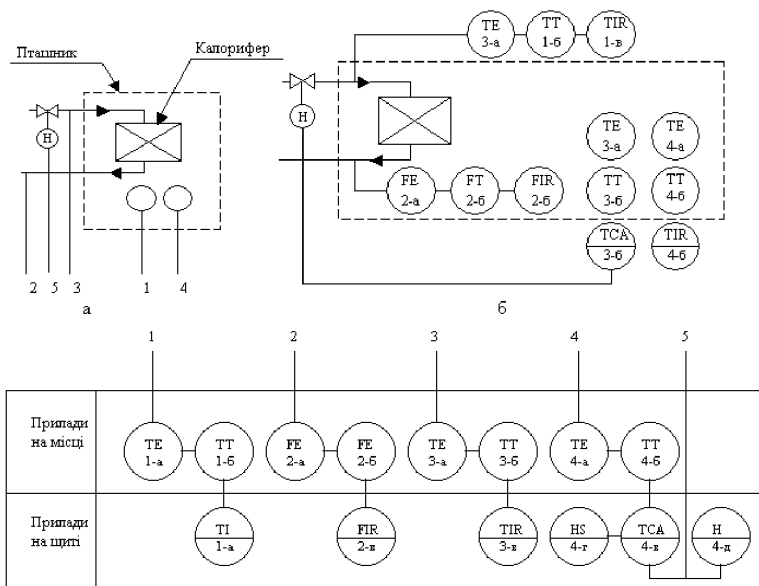 Пташник
Калорифер
Н
2 5 3 1 4
а
TE 3-а
TT 1-б
TIR 1-в
Н
TE 3-а
TE 4-а
FE 2-а
FT 2-б
FIR 2-б
TT 3-б
TT 4-б
TCA 3-б
TIR 4-б
б
1 2 3 4 5
Прилади
на місці
TE 1-а
TT 1-б
FE 2-а
FE 2-б
TE 3-а
TT 3-б
TE 4-а
TT 4-б
Прилади
на щиті
TI 1-а
FIR 2-в
TIR 3-в
HS 4-г
TCA 4-в
Н 4-д